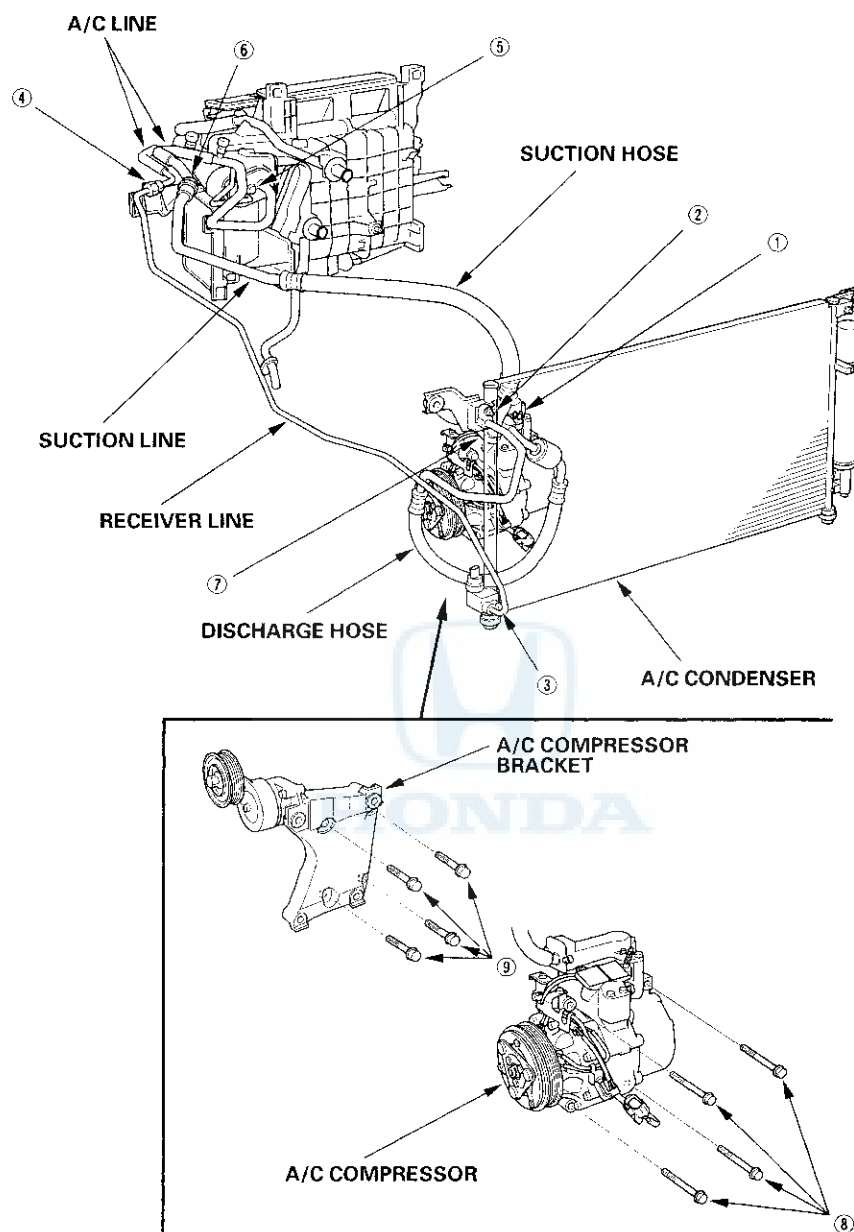 A/C LINE
⑥
⑤
④
SUCTION HOSE
②
①
SUCTION LINE
RECEIVER LINE
⑦
DISCHARGE HOSE
③
A/C CONDENSER
A/C COMPRESSOR
BRACKET
HONDA
⑨
A/C COMPRESSOR
⑧